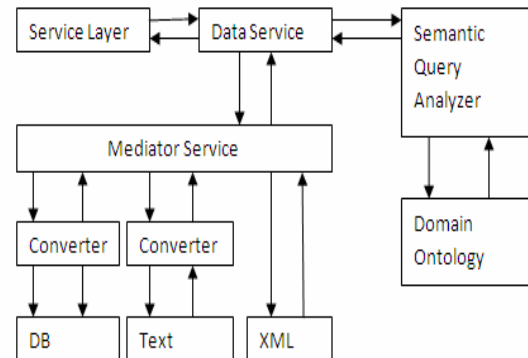 Service Layer
Data Service
Semantic
Query
Analyzer
Mediator Service
Converter
Converter
Domain
Ontology
DB
Text
XML